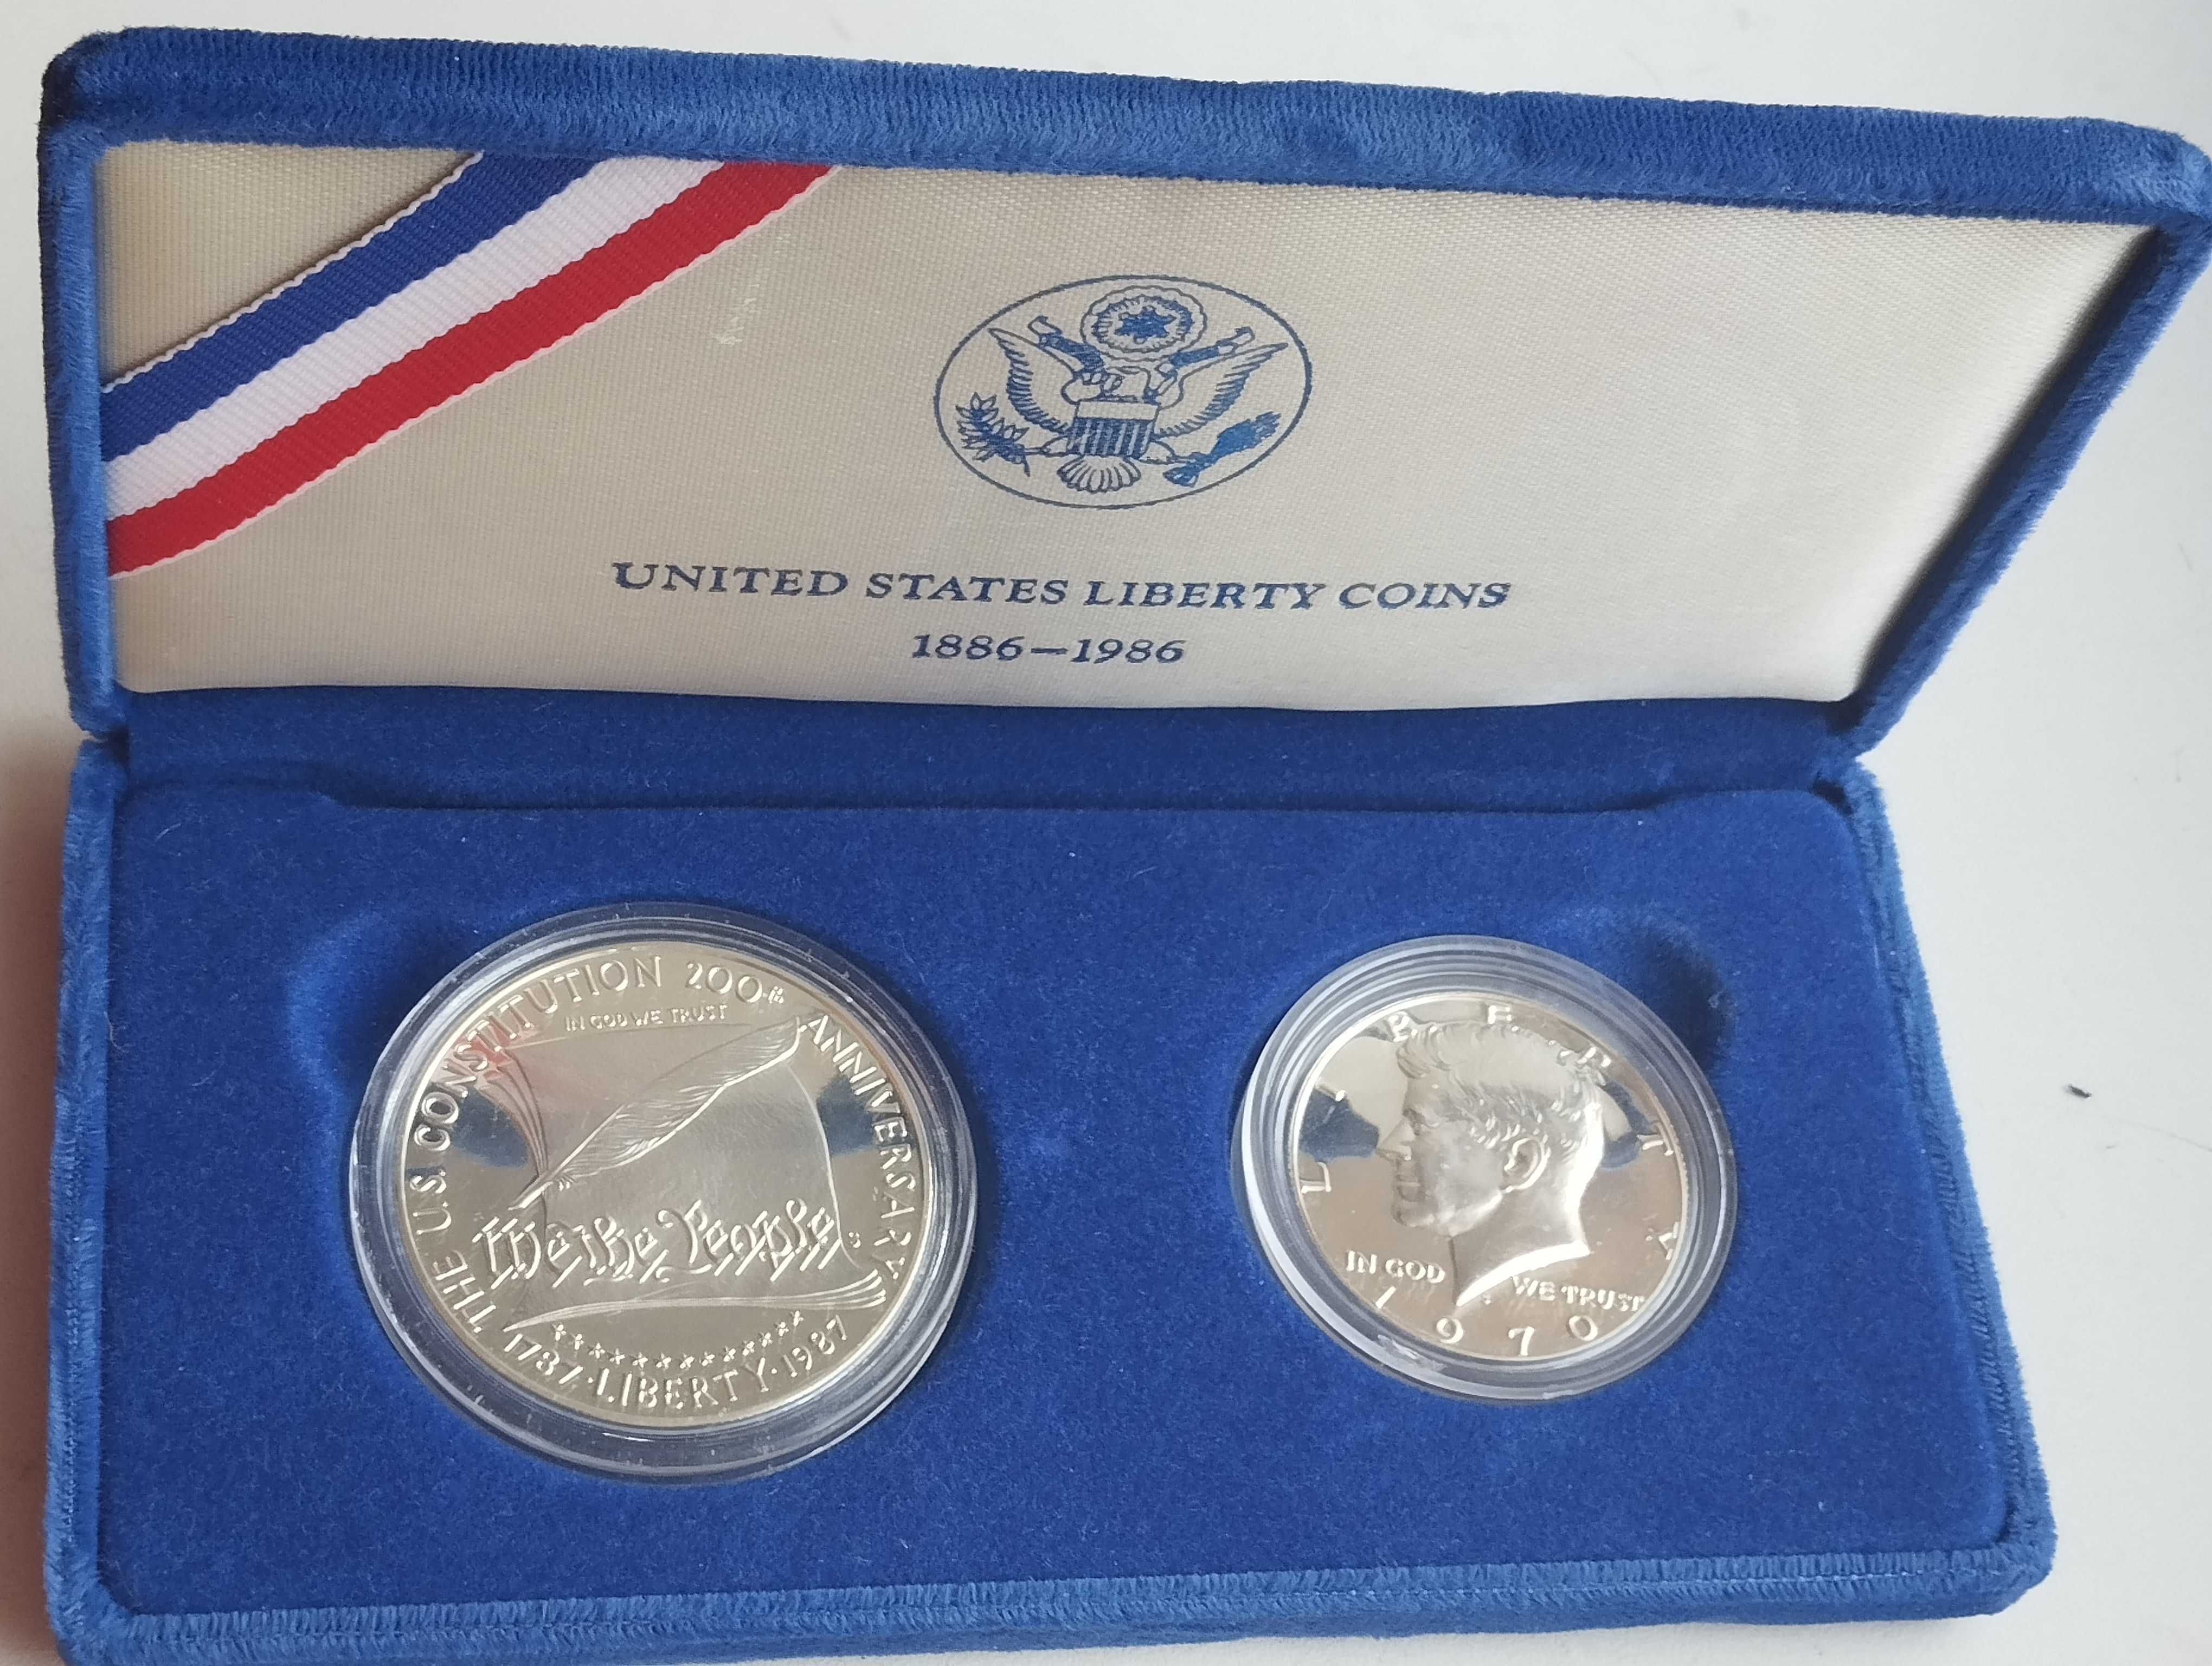 UNITED STATES LIBERTY COINS
1886–1986
THE U.S. CONSTITUTION 200th ANNIVERSARY
IN GOD WE TRUST
We the People
S
1787·LIBERTY·1987
LIBERTY
IN GOD WE TRUST
S
1970